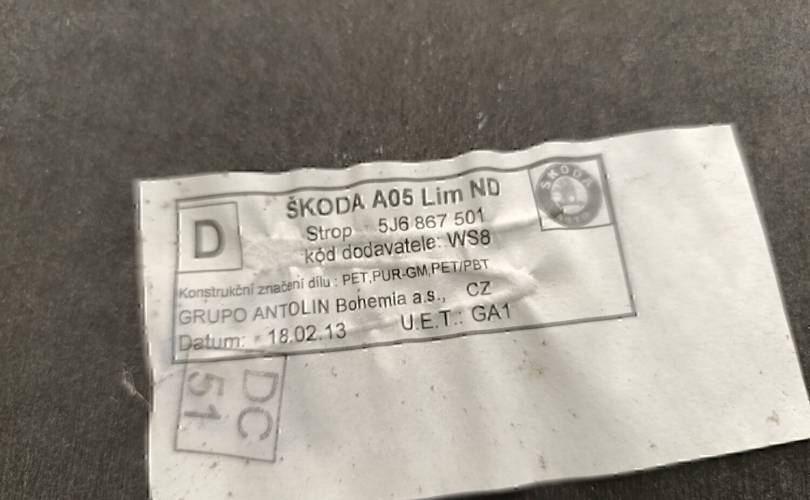 D
ŠKODA A05 Lim ND
ŠKODA
Strop 5J6 867 501
kód dodavatele: WS8
Konstrukční značení dílu : PET,PUR-GM,PET/PBT
GRUPO ANTOLIN Bohemia a.s., CZ
Datum: 18.02.13 U.E.T.: GA1
DC
51